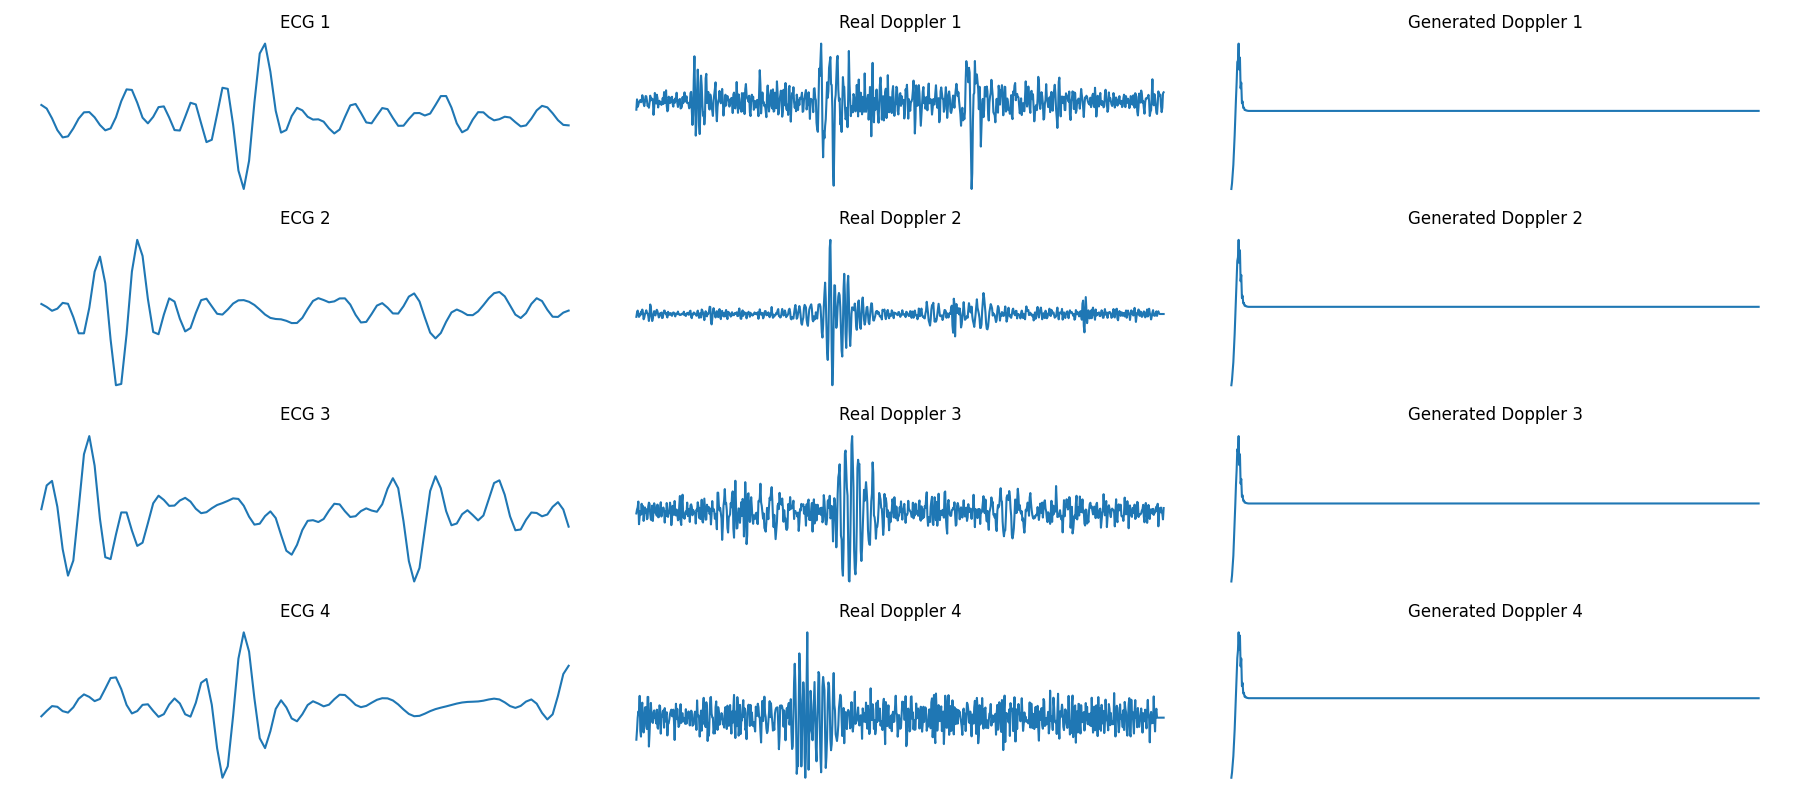 ECG 1
Real Doppler 1
Generated Doppler 1
ECG 2
Real Doppler 2
Generated Doppler 2
ECG 3
Real Doppler 3
Generated Doppler 3
ECG 4
Real Doppler 4
Generated Doppler 4